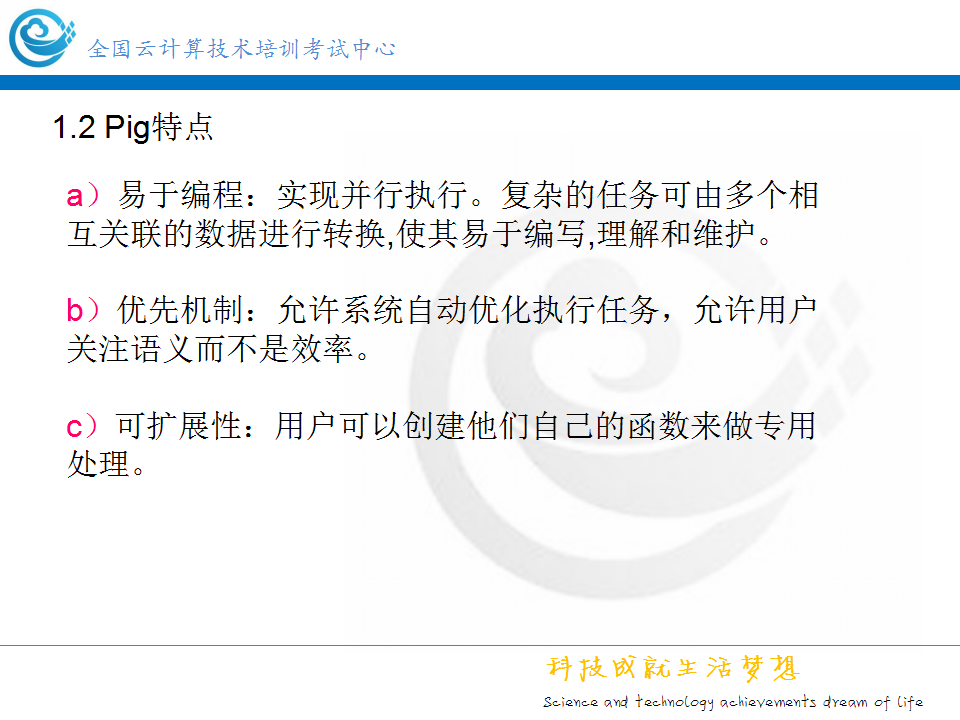 全国云计算技术培训考试中心
1.2 Pig特点
a）易于编程：实现并行执行。复杂的任务可由多个相
互关联的数据进行转换,使其易于编写,理解和维护。
b）优先机制：允许系统自动优化执行任务，允许用户
关注语义而不是效率。
c）可扩展性：用户可以创建他们自己的函数来做专用
处理。
科技成就生活梦想
Science and technology achievements dream of life